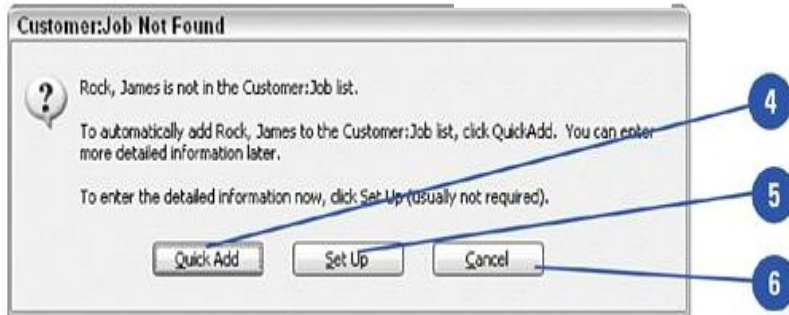 Customer:Job Not Found
?
Rock, James is not in the Customer:Job list.
To automatically add Rock, James to the Customer:Job list, click QuickAdd. You can enter
more detailed information later.
To enter the detailed information now, click Set Up (usually not required).
Quick Add
Set Up
Cancel
4
5
6